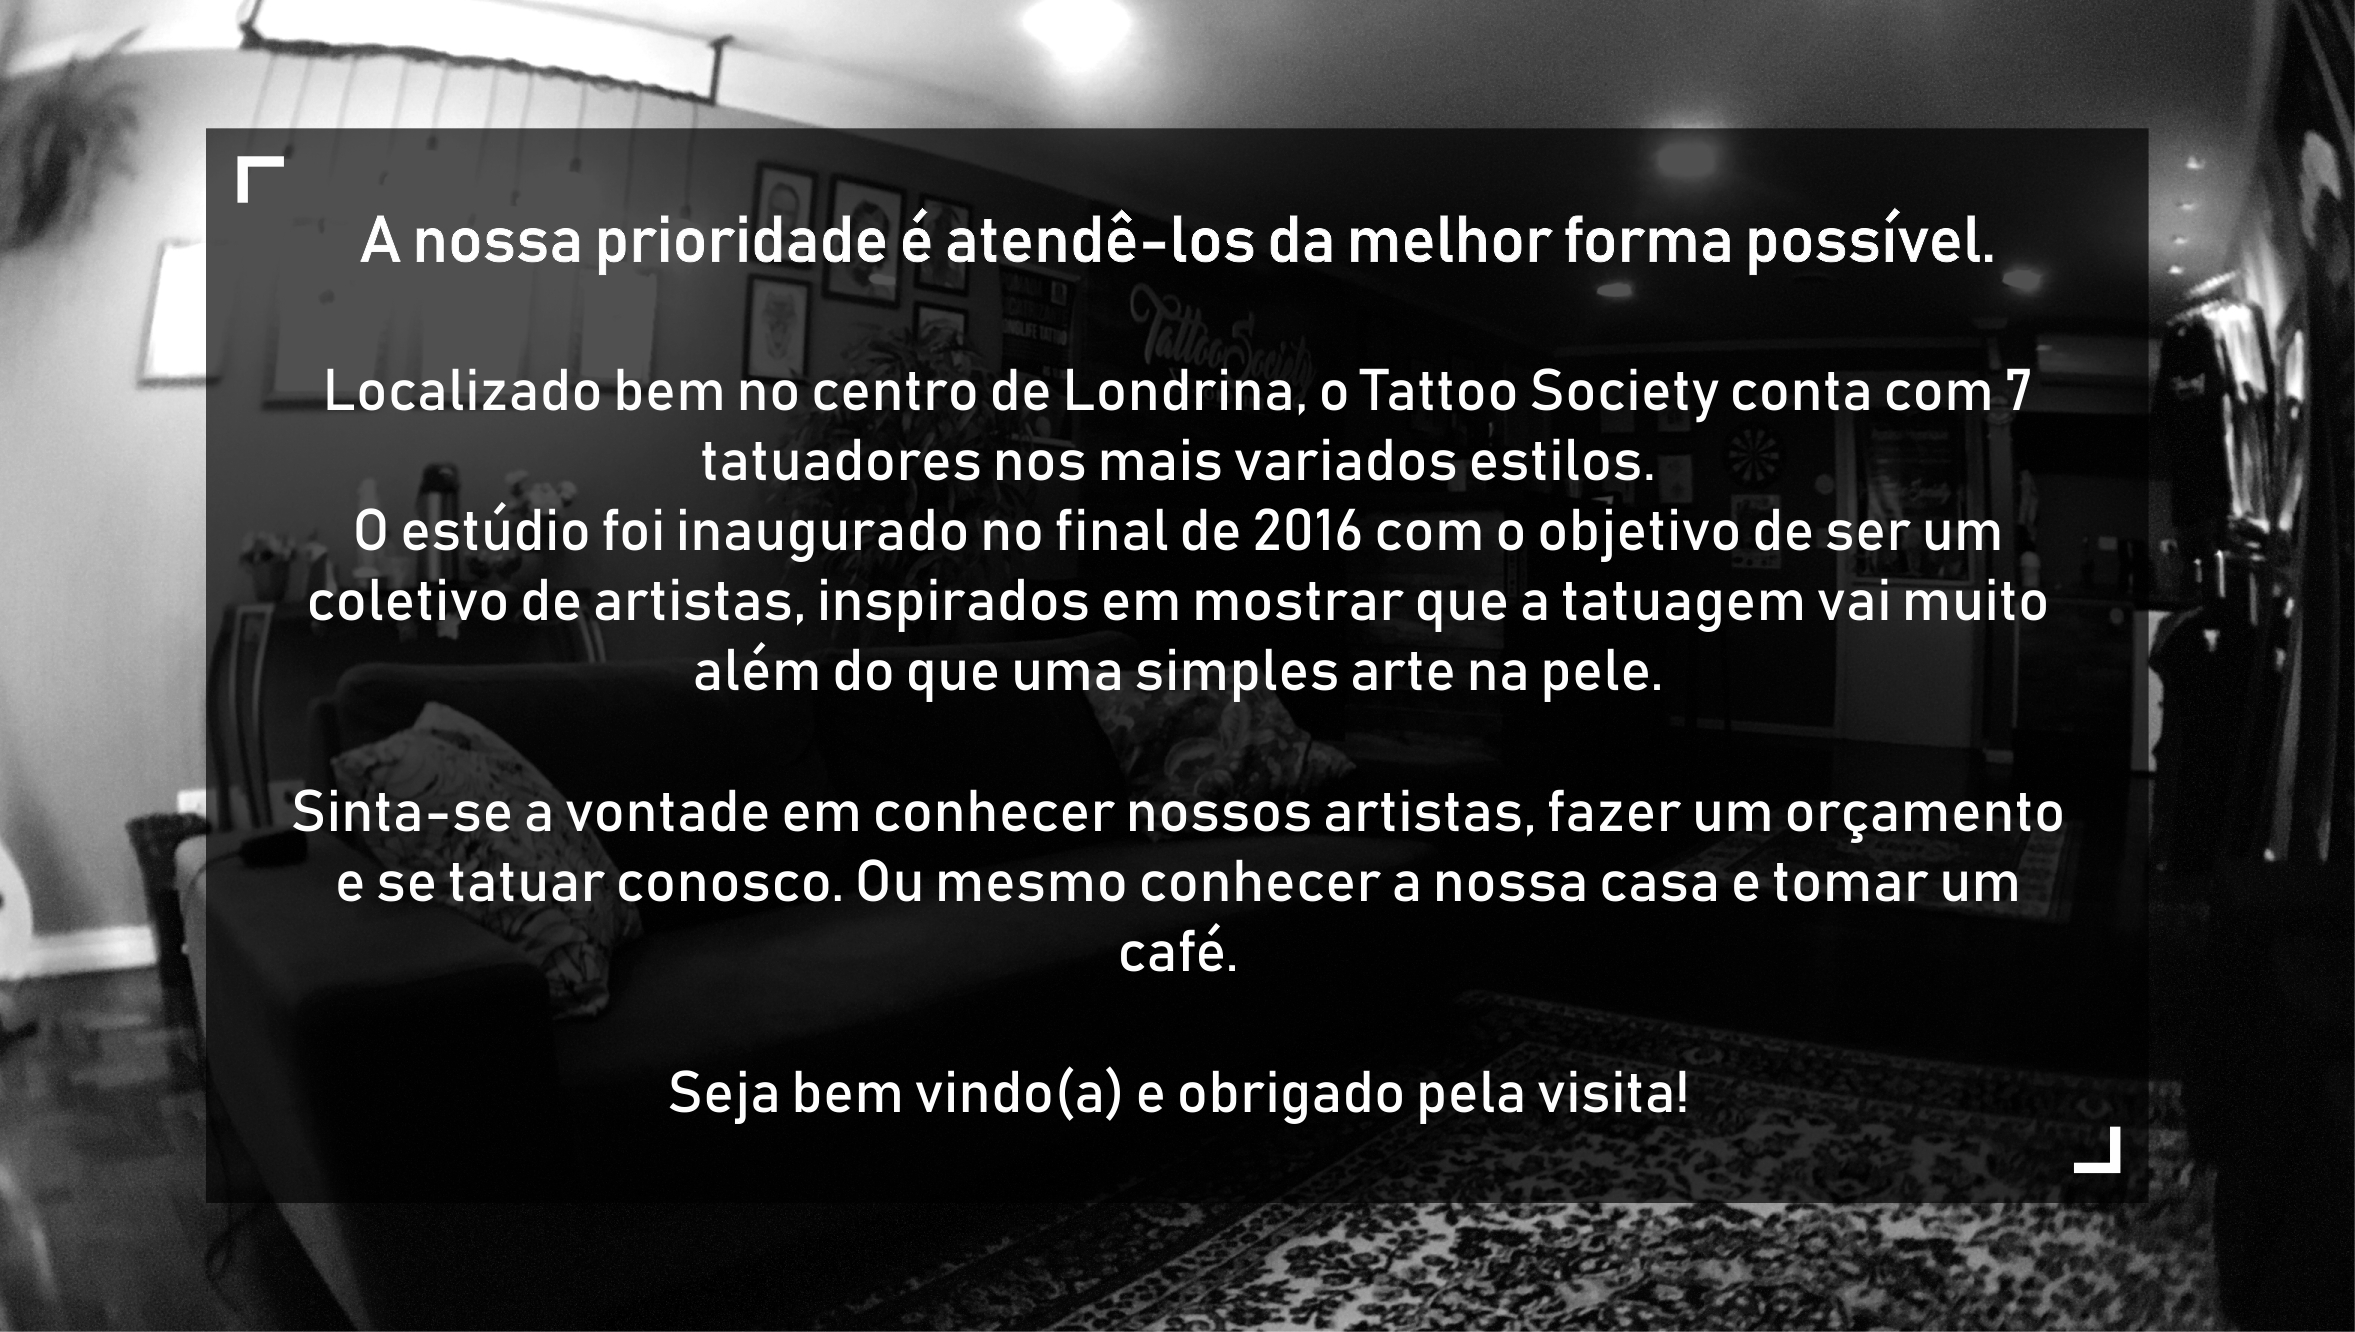 A nossa prioridade é atendê-los da melhor forma possível.
Localizado bem no centro de Londrina, o Tattoo Society conta com 7
tatuadores nos mais variados estilos.
O estúdio foi inaugurado no final de 2016 com o objetivo de ser um
coletivo de artistas, inspirados em mostrar que a tatuagem vai muito
além do que uma simples arte na pele.
Sinta-se a vontade em conhecer nossos artistas, fazer um orçamento
e se tatuar conosco. Ou mesmo conhecer a nossa casa e tomar um
café.
Seja bem vindo(a) e obrigado pela visita!
Tattoo Society